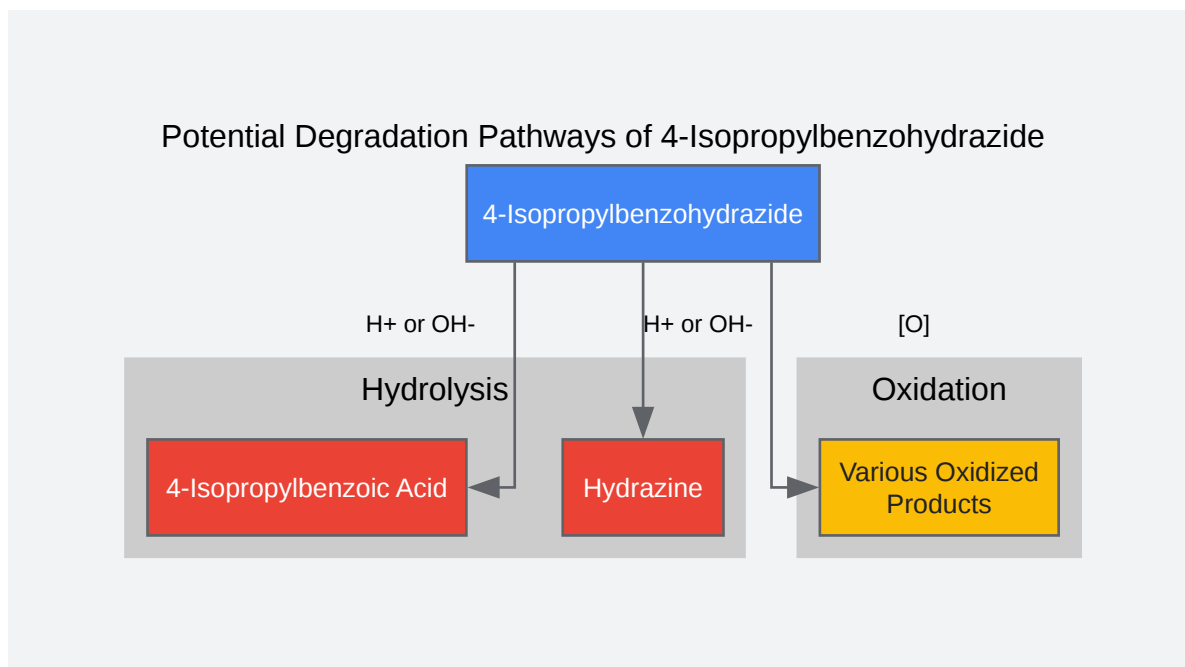 Potential Degradation Pathways of 4-Isopropylbenzohydrazide
4-Isopropylbenzohydrazide
H+ or OH-
H+ or OH-
[O]
Hydrolysis
Oxidation
4-Isopropylbenzoic Acid
Hydrazine
Various Oxidized
Products